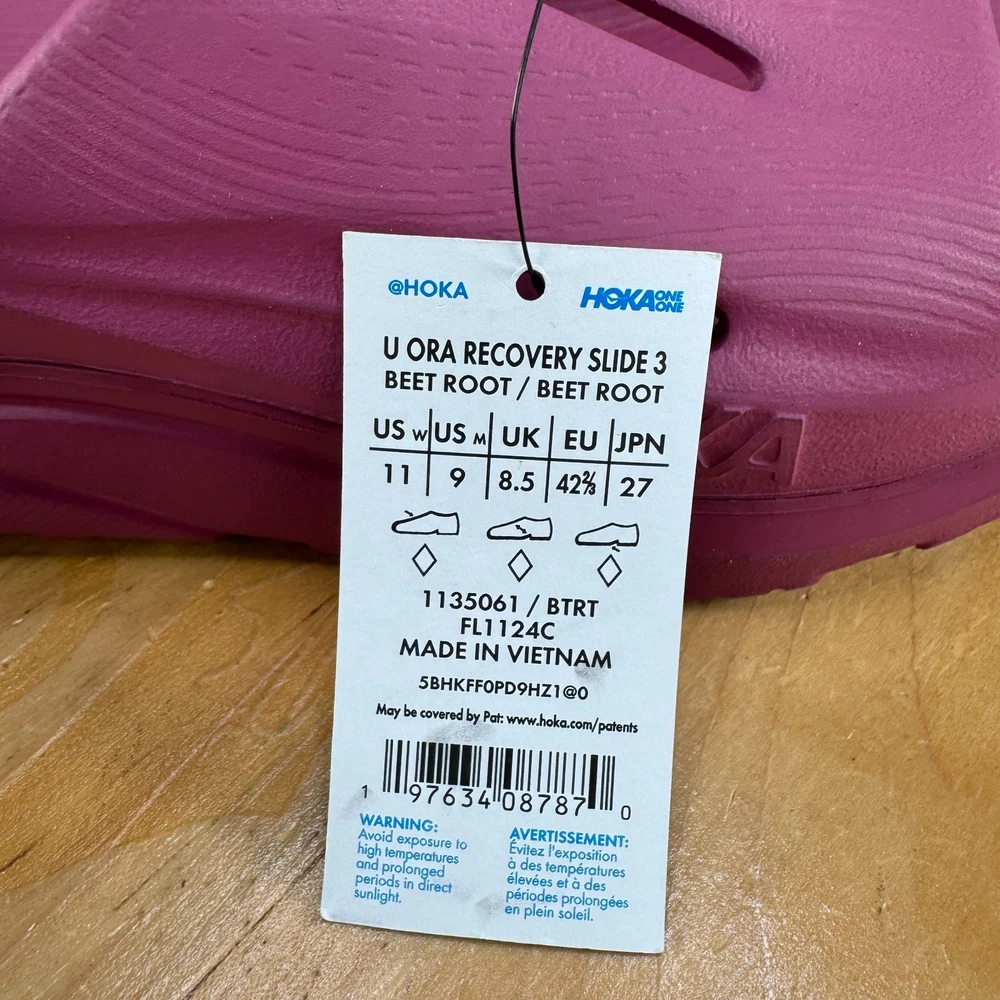 @HOKA HOKA ONE ONE
U ORA RECOVERY SLIDE 3
BEET ROOT / BEET ROOT
US W US M UK EU JPN
11 9 8.5 42⅔ 27
1135061 / BTRT
FL1124C
MADE IN VIETNAM
5BHKFF0PD9HZ1@0
May be covered by Pat: www.hoka.com/patents
1 97634 08787 0
WARNING:
Avoid exposure to
high temperatures
and prolonged
periods in direct
sunlight.
AVERTISSEMENT:
Évitez l'exposition
à des températures
élevées et à des
périodes prolongées
en plein soleil.